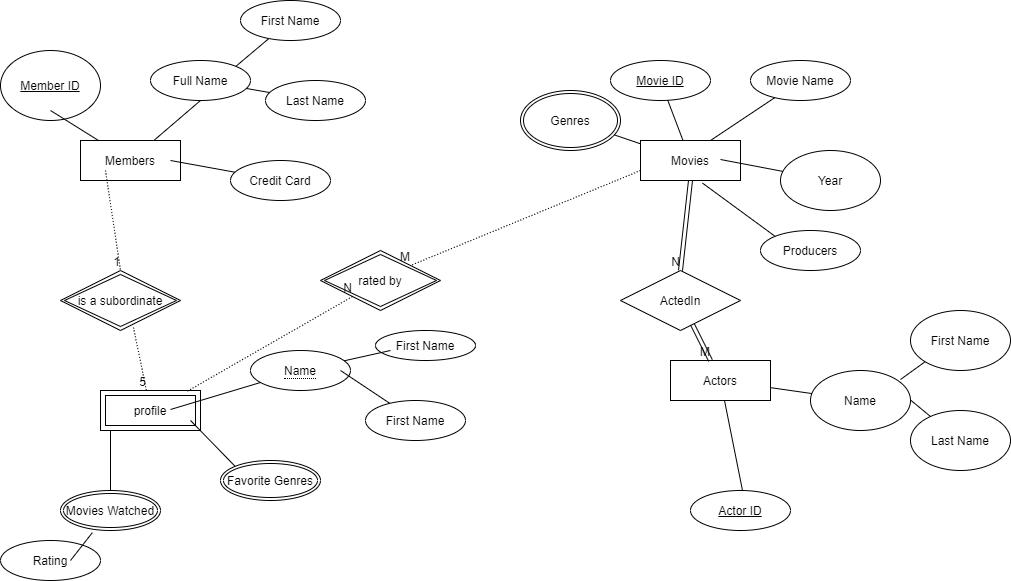 First Name
Full Name
Member ID
Last Name
Members
Credit Card
Movie ID
Movie Name
Genres
Movies
Year
Producers
1
M
N
rated by
N
is a subordinate
ActedIn
M
5
First Name
Name
profile
First Name
Actors
First Name
Name
Last Name
Favorite Genres
Movies Watched
Actor ID
Rating